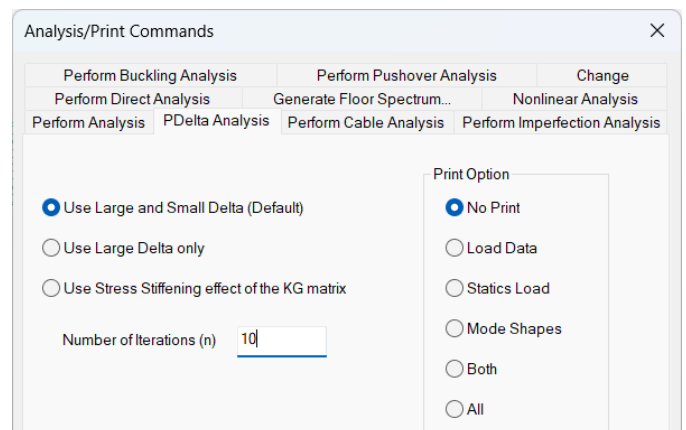 Analysis/Print Commands
Perform Buckling Analysis
Perform Pushover Analysis
Change
Perform Direct Analysis
Generate Floor Spectrum...
Nonlinear Analysis
Perform Analysis
PDelta Analysis
Perform Cable Analysis
Perform Imperfection Analysis
Use Large and Small Delta (Default)
Use Large Delta only
Use Stress Stiffening effect of the KG matrix
Number of Iterations (n)
10
Print Option
No Print
Load Data
Statics Load
Mode Shapes
Both
All